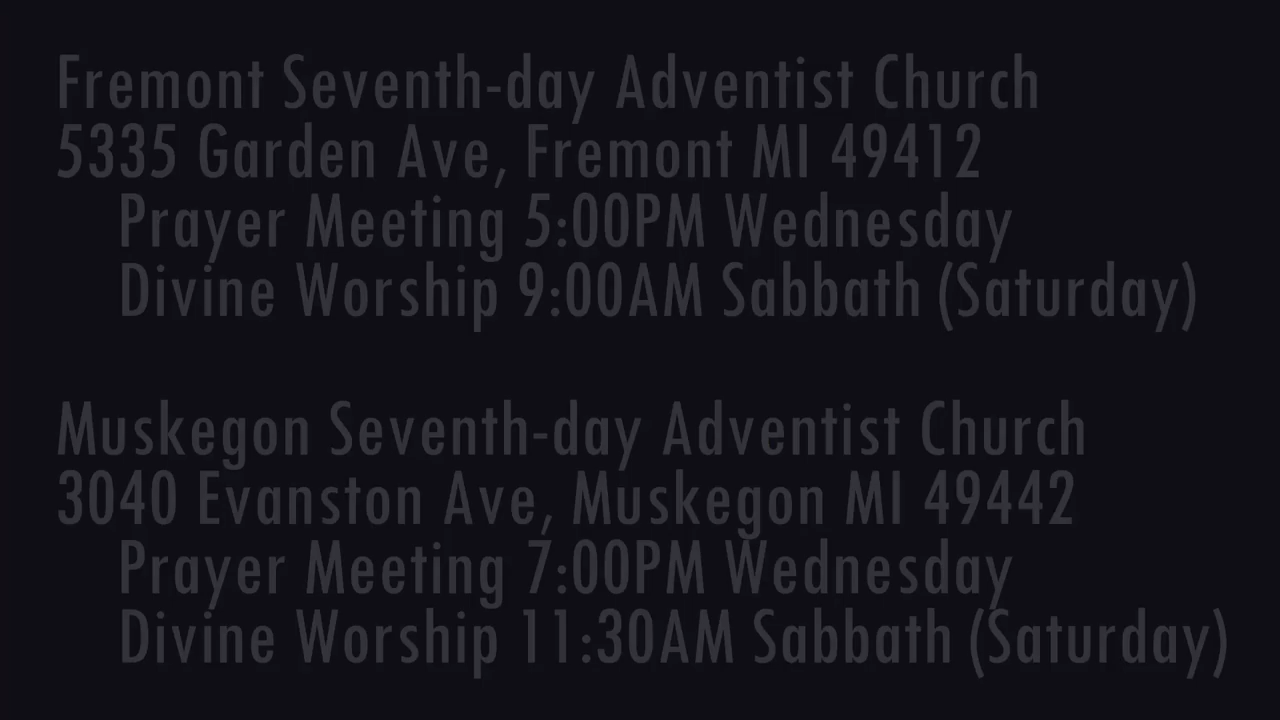 Fremont Seventh-day Adventist Church
5335 Garden Ave, Fremont MI 49412
Prayer Meeting 5:00PM Wednesday
Divine Worship 9:00AM Sabbath (Saturday)
Muskegon Seventh-day Adventist Church
3040 Evanston Ave, Muskegon MI 49442
Prayer Meeting 7:00PM Wednesday
Divine Worship 11:30AM Sabbath (Saturday)